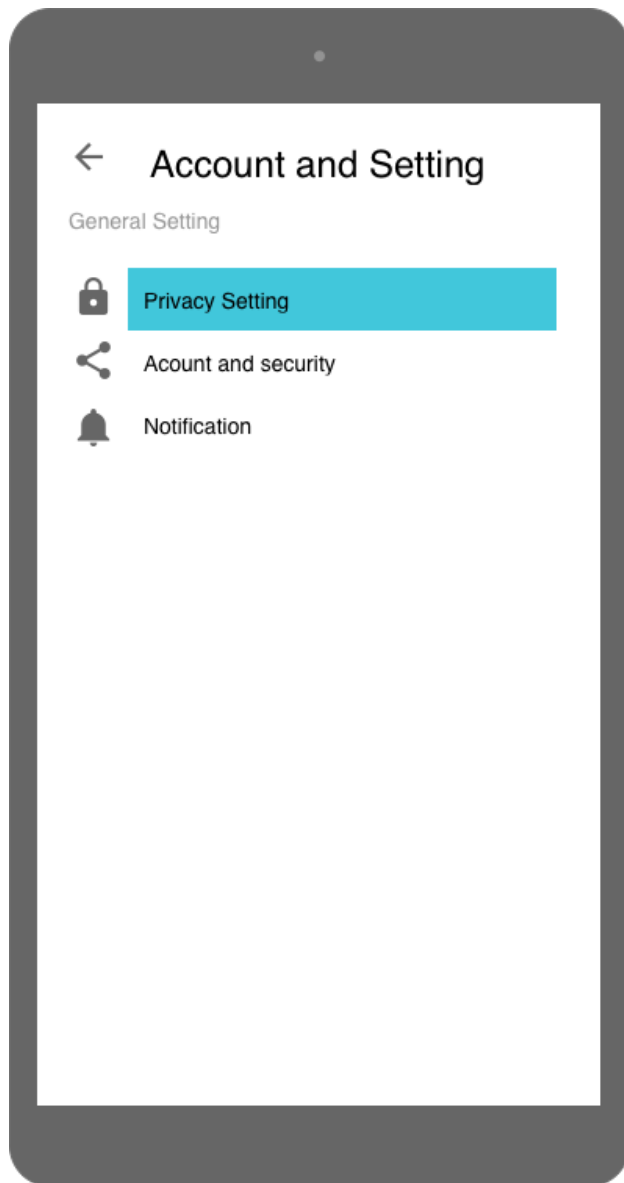 Account and Setting
General Setting
Privacy Setting
Acount and security
Notification